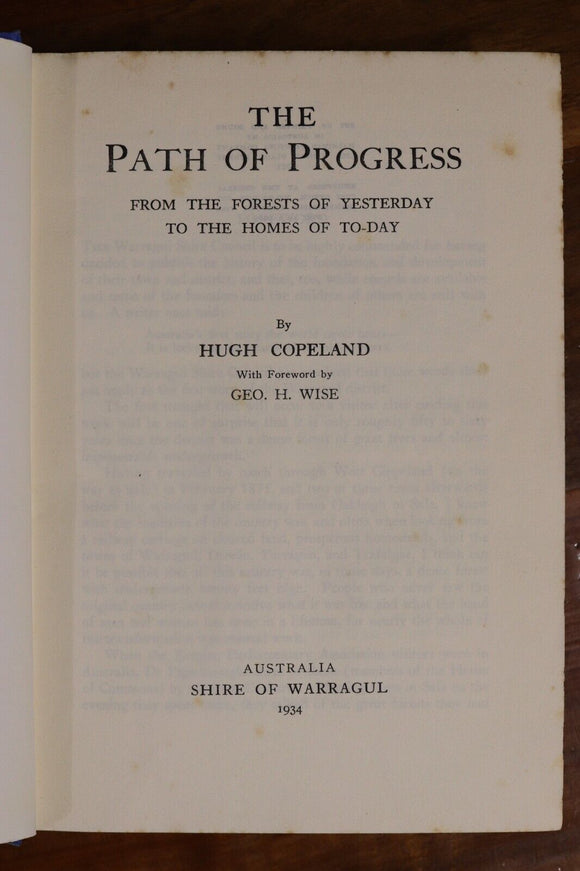 THE
PATH OF PROGRESS
FROM THE FORESTS OF YESTERDAY
TO THE HOMES OF TO-DAY
By
HUGH COPELAND
With Foreword by
GEO. H. WISE
AUSTRALIA
SHIRE OF WARRAGUL
1934